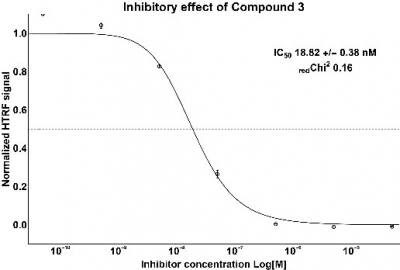 Inhibitory effect of Compound 3
IC50 18.82 +/− 0.38 nM
redChi2 0.16
Normalized HTRF signal
1.0
0.8
0.6
0.4
0.2
0.0
10−10
10−9
10−8
10−7
10−6
10−5
Inhibitor concentration Log[M]